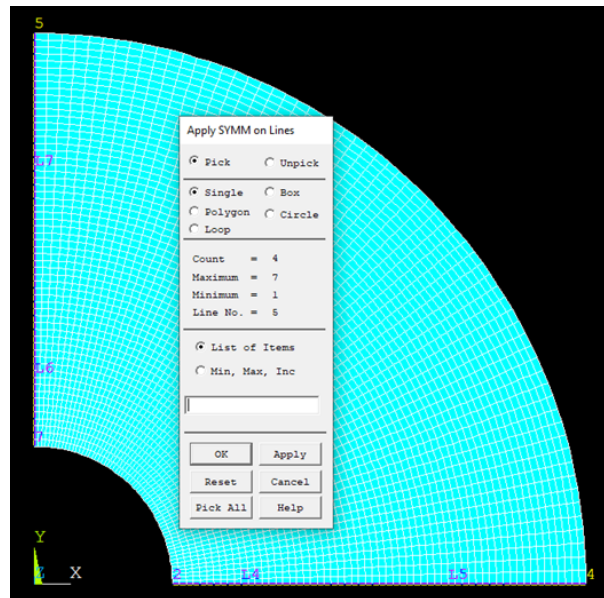 5
Apply SYMM on Lines
L7
Pick Unpick
Single Box
Polygon Circle
Loop
Count = 4
Maximum = 7
Minimum = 1
Line No. = 5
List of Items
L6
Min, Max, Inc
7
OK Apply
Reset Cancel
Pick All Help
Y
X 2 L4 L5 4